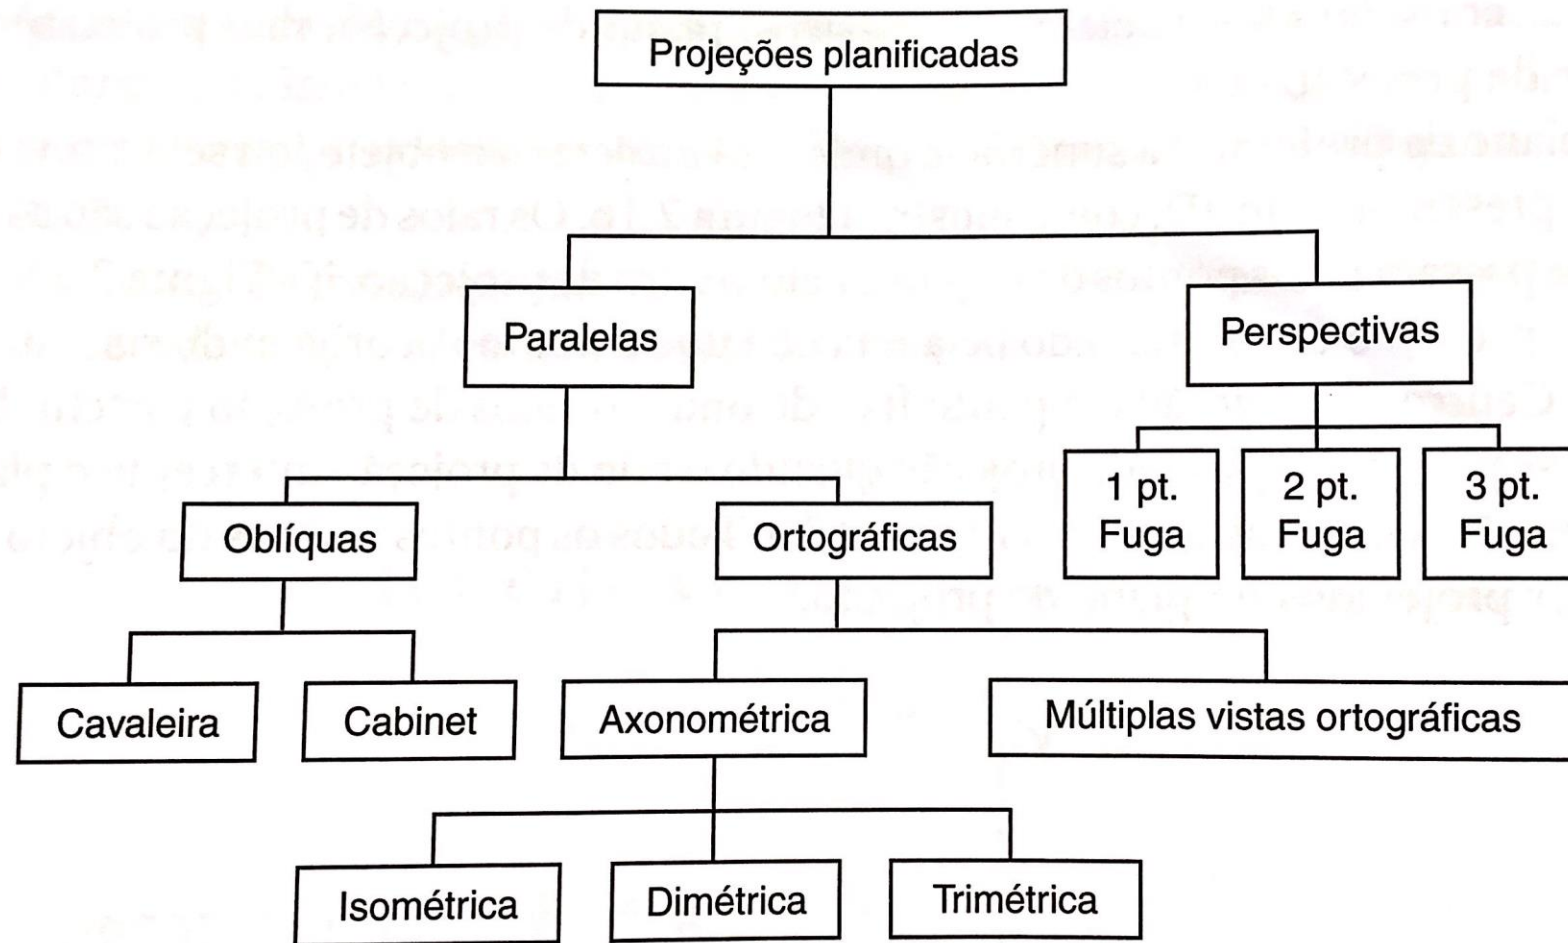 Projeções planificadas
Paralelas
Perspectivas
1 pt.
Fuga
2 pt.
Fuga
3 pt.
Fuga
Oblíquas
Ortográficas
Cavaleira
Cabinet
Axonométrica
Múltiplas vistas ortográficas
Isométrica
Dimétrica
Trimétrica